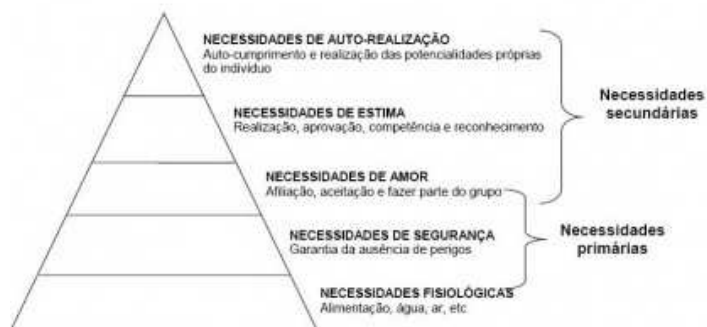 NECESSIDADES DE AUTO-REALIZAÇÃO
Auto-cumprimento e realização das potencialidades próprias
do indivíduo
NECESSIDADES DE ESTIMA
Realização, aprovação, competência e reconhecimento
Necessidades
secundárias
NECESSIDADES DE AMOR
Afiliação, aceitação e fazer parte do grupo
NECESSIDADES DE SEGURANÇA
Garantia da ausência de perigos
Necessidades
primárias
NECESSIDADES FISIOLÓGICAS
Alimentação, água, ar, etc